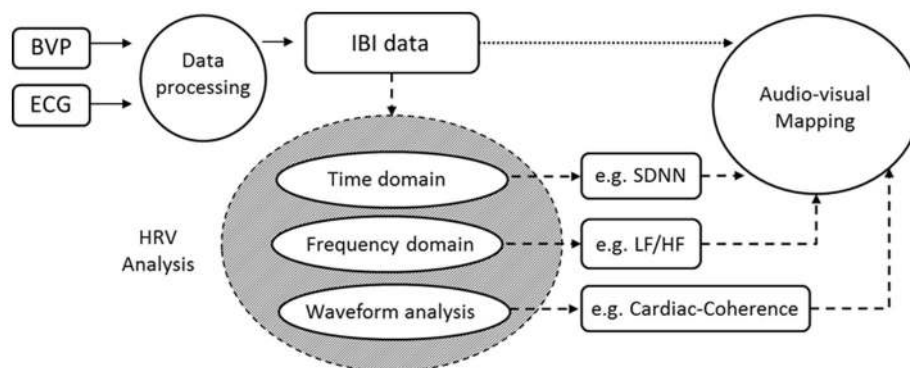 BVP
ECG
Data
processing
IBI data
Audio-visual
Mapping
HRV
Analysis
Time domain
e.g. SDNN
Frequency domain
e.g. LF/HF
Waveform analysis
e.g. Cardiac-Coherence